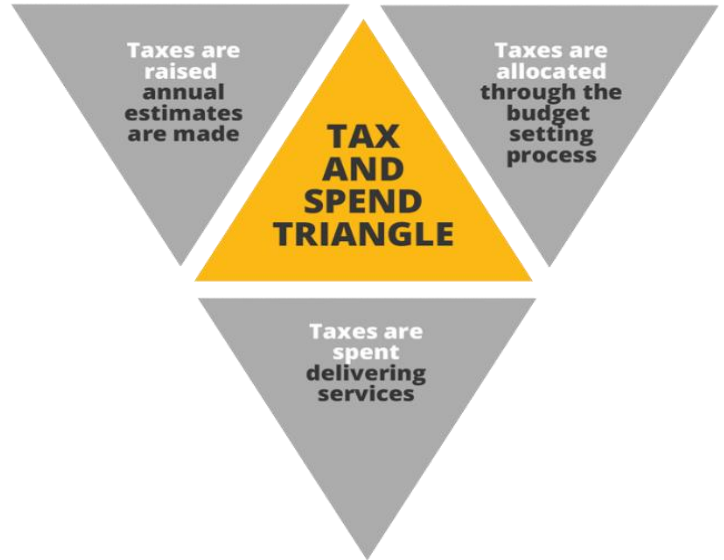 Taxes are
raised
annual
estimates
are made
TAX
AND
SPEND
TRIANGLE
Taxes are
allocated
through the
budget
setting
process
Taxes are
spent
delivering
services